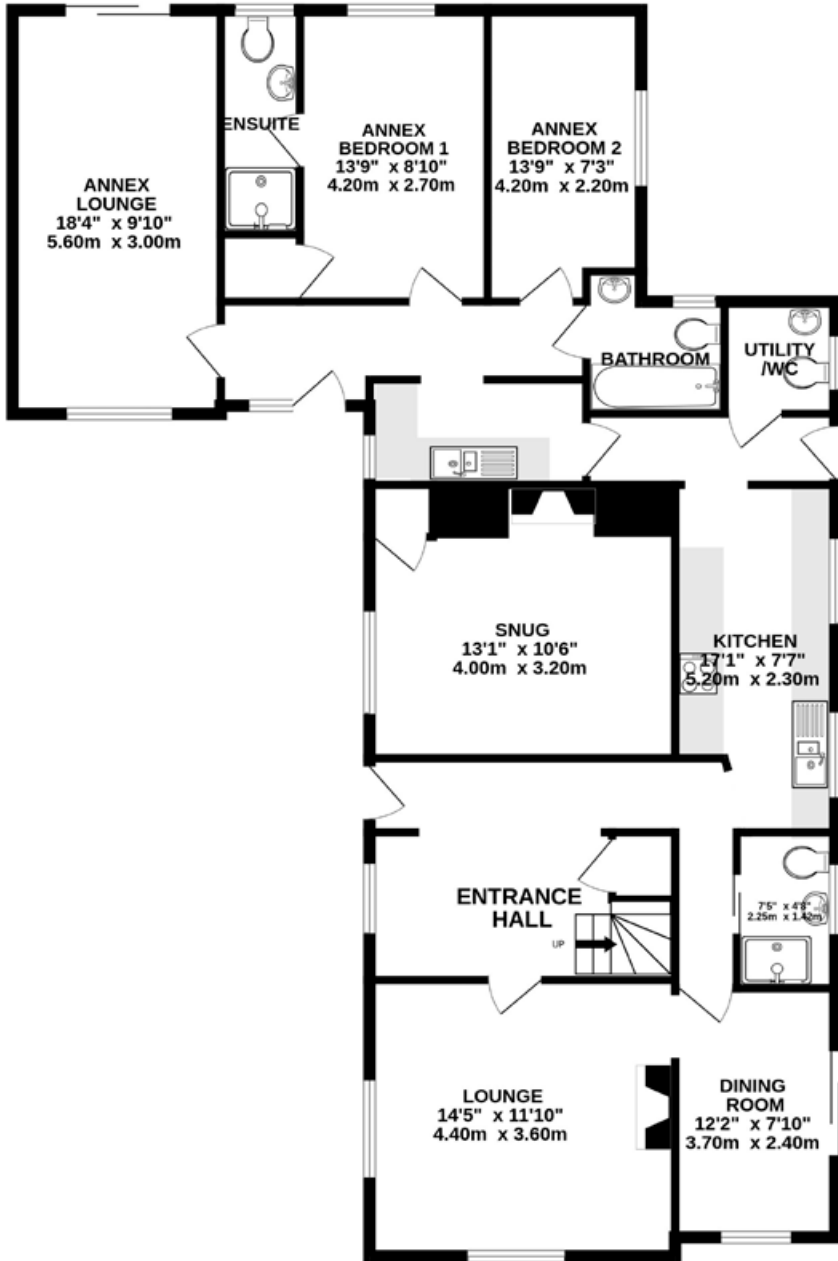 ANNEX
LOUNGE
18'4" x 9'10"
5.60m x 3.00m
ENSUITE
ANNEX
BEDROOM 1
13'9" x 8'10"
4.20m x 2.70m
ANNEX
BEDROOM 2
13'9" x 7'3"
4.20m x 2.20m
BATHROOM
UTILITY
/WC
SNUG
13'1" x 10'6"
4.00m x 3.20m
KITCHEN
17'1" x 7'7"
5.20m x 2.30m
ENTRANCE
HALL
UP
7'5" x 4'8"
2.25m x 1.42m
LOUNGE
14'5" x 11'10"
4.40m x 3.60m
DINING
ROOM
12'2" x 7'10"
3.70m x 2.40m